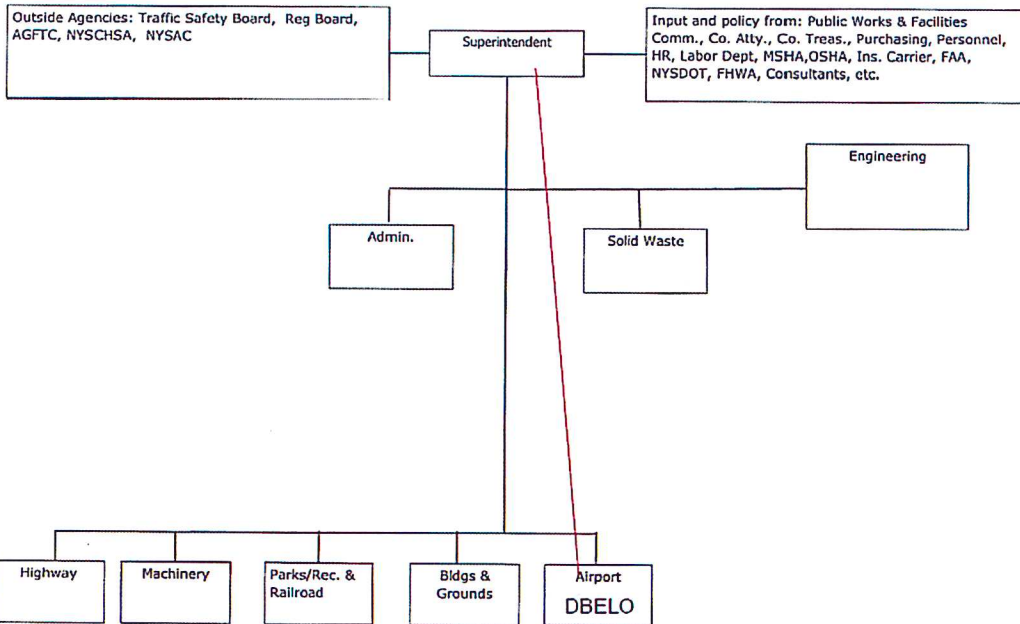 Outside Agencies: Traffic Safety Board, Reg Board,
AGFTC, NYSCHSA, NYSAC
Superintendent
Input and policy from: Public Works & Facilities
Comm., Co. Atty., Co. Treas., Purchasing, Personnel,
HR, Labor Dept, MSHA,OSHA, Ins. Carrier, FAA,
NYSDOT, FHWA, Consultants, etc.
Engineering
Admin.
Solid Waste
Highway
Machinery
Parks/Rec. &
Railroad
Bldgs &
Grounds
Airport
DBELO